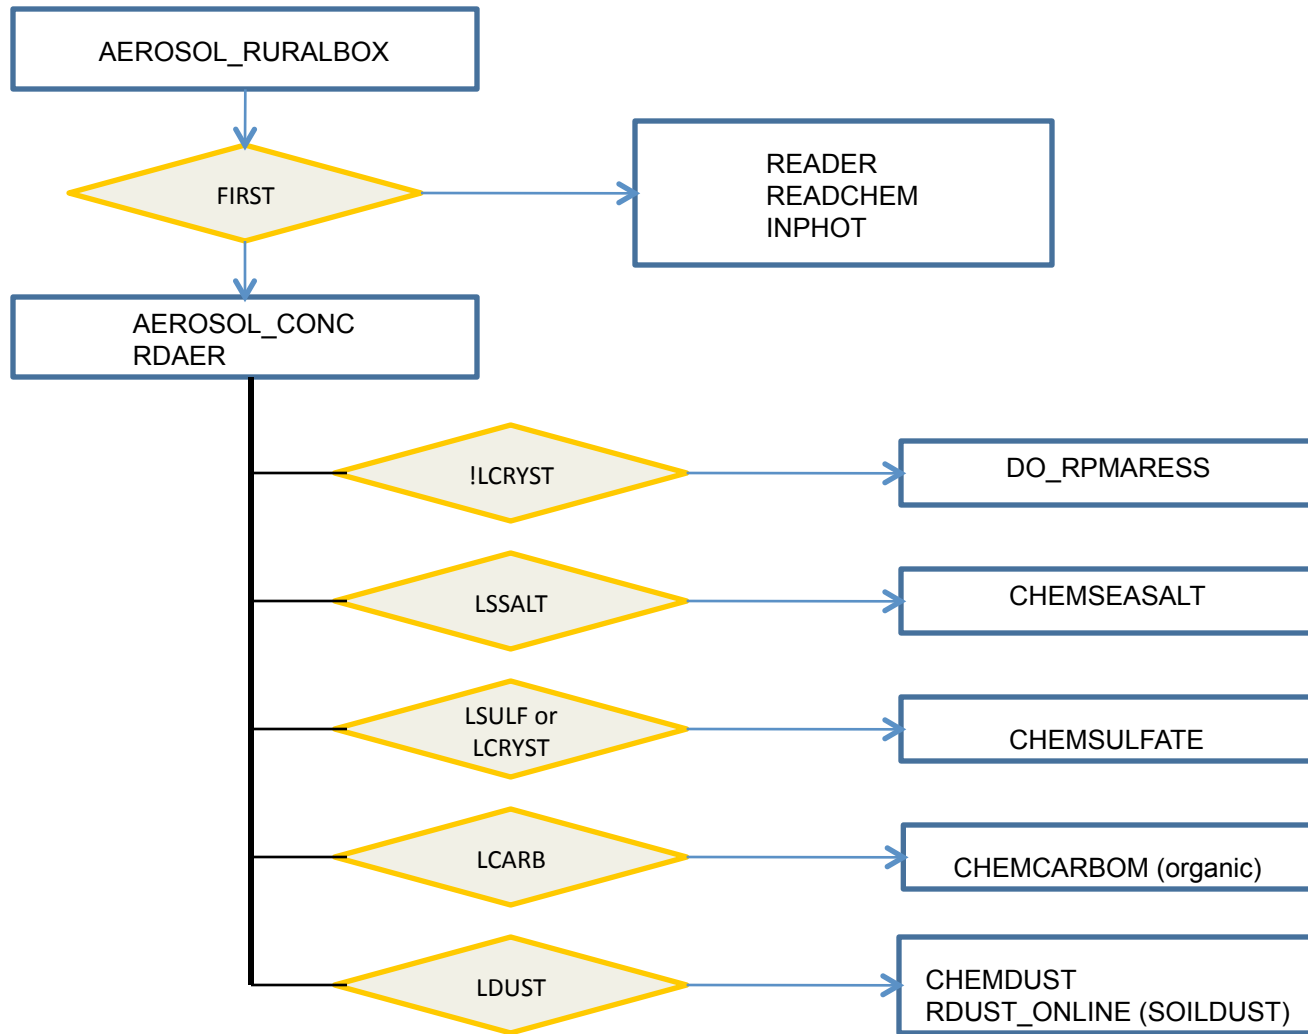 AEROSOL_RURALBOX
FIRST
READER
READCHEM
INPHOT
AEROSOL_CONC
RDAER
!LCRYST
DO_RPMARESS
LSSALT
CHEMSEASALT
LSULF or
LCRYST
CHEMSULFATE
LCARB
CHEMCARBOM (organic)
LDUST
CHEMDUST
RDUST_ONLINE (SOILDUST)